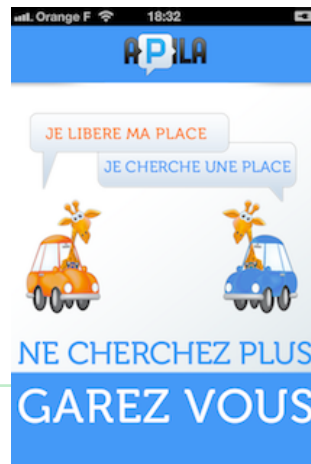 Orange F 18:32
APILA
JE LIBERE MA PLACE
JE CHERCHE UNE PLACE
NE CHERCHEZ PLUS
GAREZ VOUS